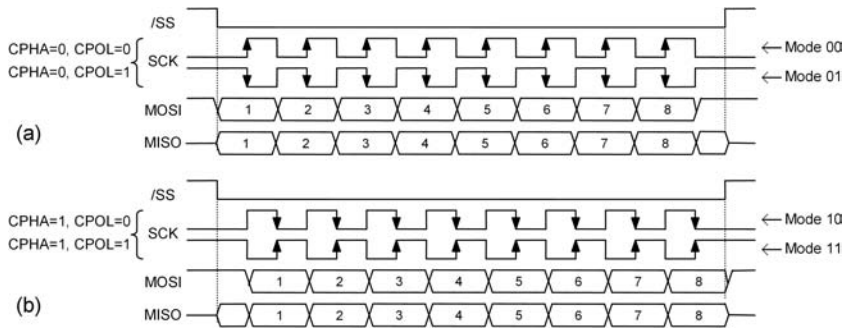 /SS
CPHA=0, CPOL=0
SCK
CPHA=0, CPOL=1
← Mode 00
← Mode 01
MOSI 1 2 3 4 5 6 7 8
(a)
MISO 1 2 3 4 5 6 7 8
/SS
CPHA=1, CPOL=0
SCK
CPHA=1, CPOL=1
← Mode 10
← Mode 11
MOSI 1 2 3 4 5 6 7 8
(b)
MISO 1 2 3 4 5 6 7 8